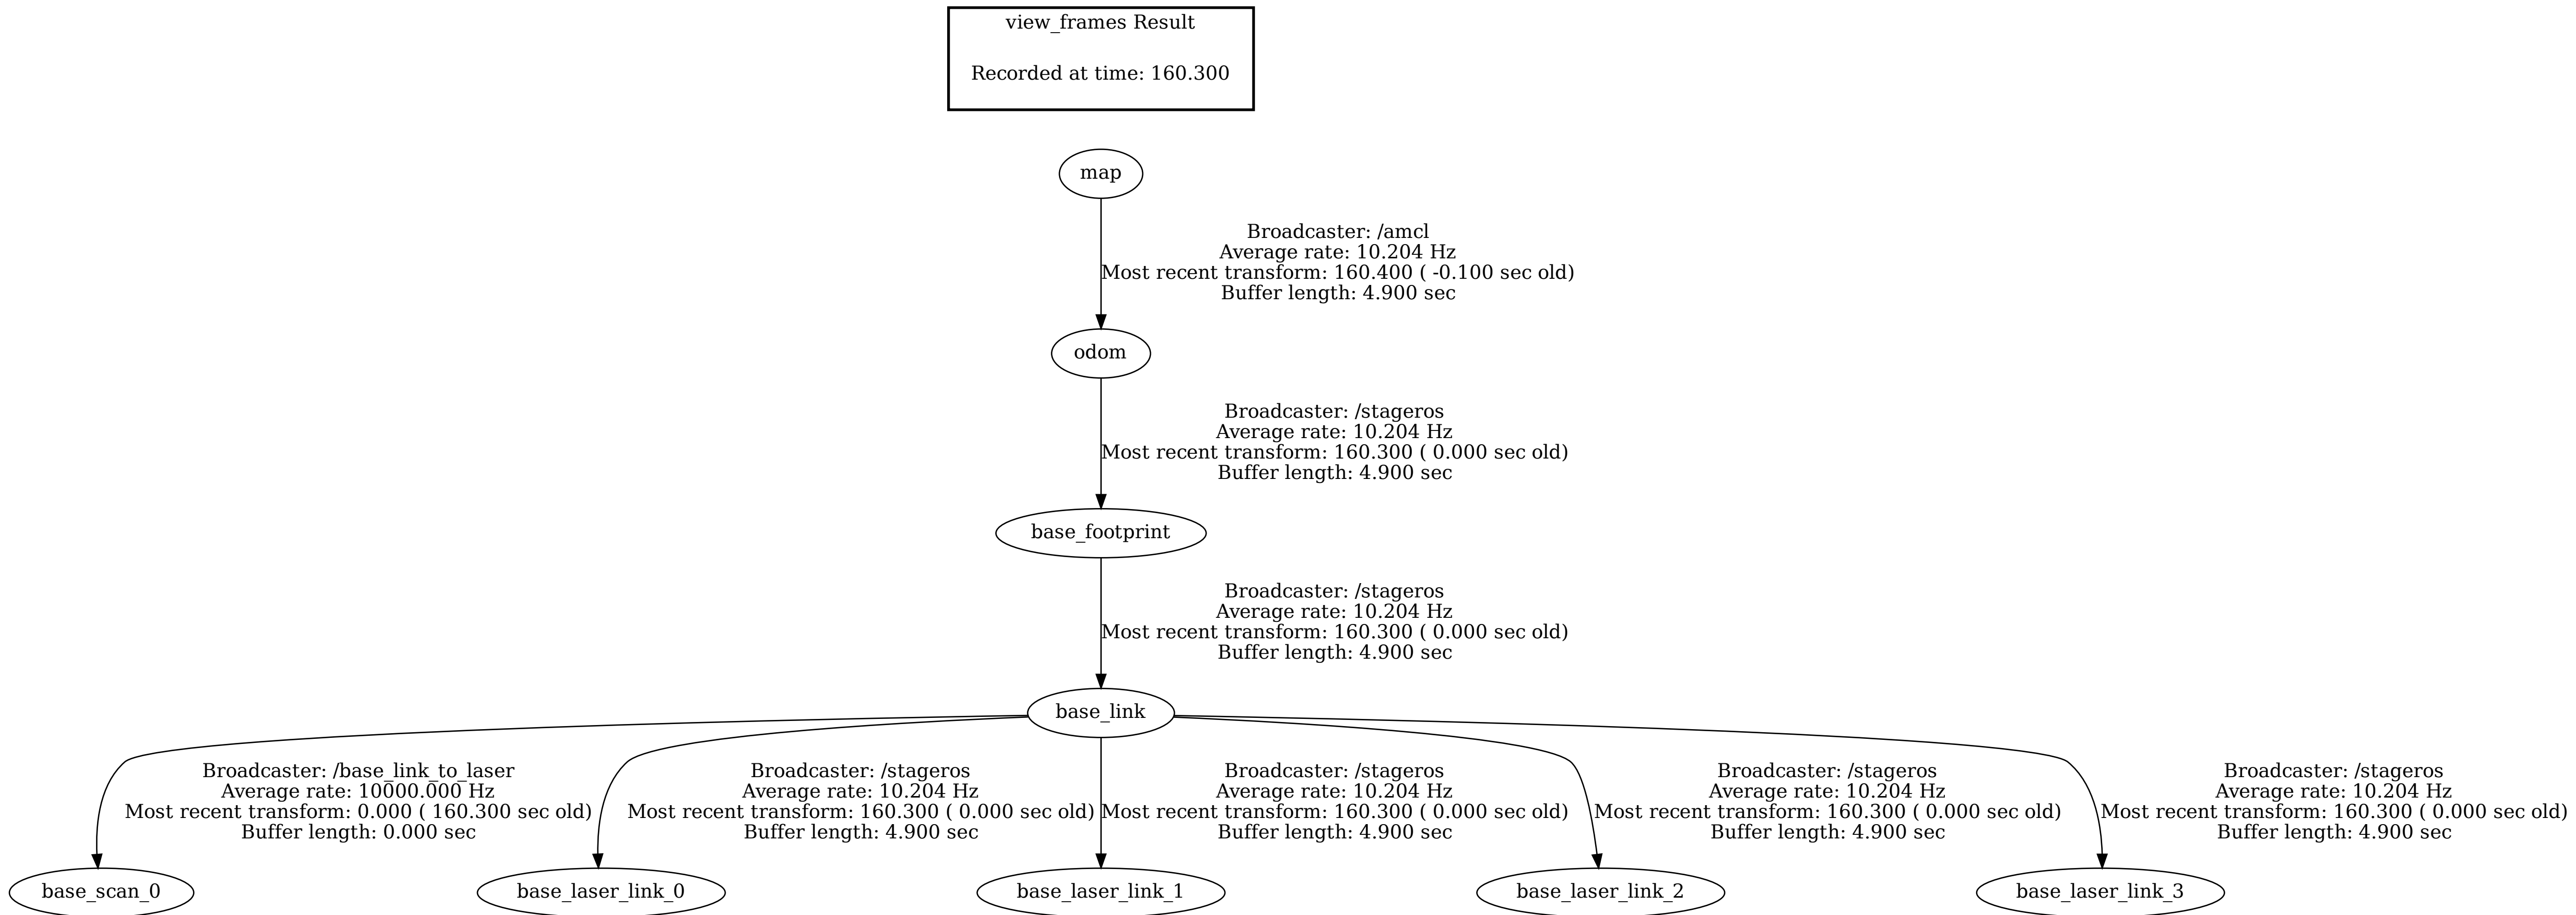 view_frames Result
Recorded at time: 160.300
map
Broadcaster: /amcl
Average rate: 10.204 Hz
Most recent transform: 160.400 ( -0.100 sec old)
Buffer length: 4.900 sec
odom
Broadcaster: /stageros
Average rate: 10.204 Hz
Most recent transform: 160.300 ( 0.000 sec old)
Buffer length: 4.900 sec
base_footprint
Broadcaster: /stageros
Average rate: 10.204 Hz
Most recent transform: 160.300 ( 0.000 sec old)
Buffer length: 4.900 sec
base_link
Broadcaster: /base_link_to_laser
Average rate: 10000.000 Hz
Most recent transform: 0.000 ( 160.300 sec old)
Buffer length: 0.000 sec
Broadcaster: /stageros
Average rate: 10.204 Hz
Most recent transform: 160.300 ( 0.000 sec old)
Buffer length: 4.900 sec
Broadcaster: /stageros
Average rate: 10.204 Hz
Most recent transform: 160.300 ( 0.000 sec old)
Buffer length: 4.900 sec
Broadcaster: /stageros
Average rate: 10.204 Hz
Most recent transform: 160.300 ( 0.000 sec old)
Buffer length: 4.900 sec
Broadcaster: /stageros
Average rate: 10.204 Hz
Most recent transform: 160.300 ( 0.000 sec old)
Buffer length: 4.900 sec
base_scan_0
base_laser_link_0
base_laser_link_1
base_laser_link_2
base_laser_link_3